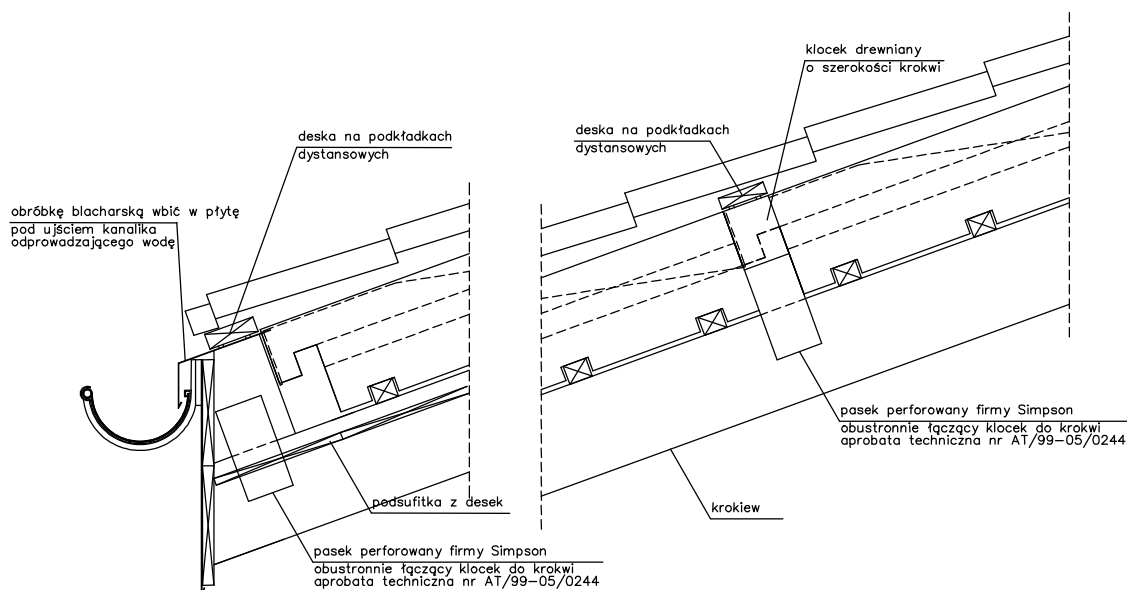 klocek drewniany
o szerokości krokwi
deska na podkładkach
dystansowych
deska na podkładkach
dystansowych
obróbkę blacharską wbić w płytę
pod ujściem kanalika
odprowadzającego wodę
pasek perforowany firmy Simpson
obustronnie łączący klocek do krokwi
aprobata techniczna nr AT/99-05/0244
podsufitka z desek
krokiew
pasek perforowany firmy Simpson
obustronnie łączący klocek do krokwi
aprobata techniczna nr AT/99-05/0244